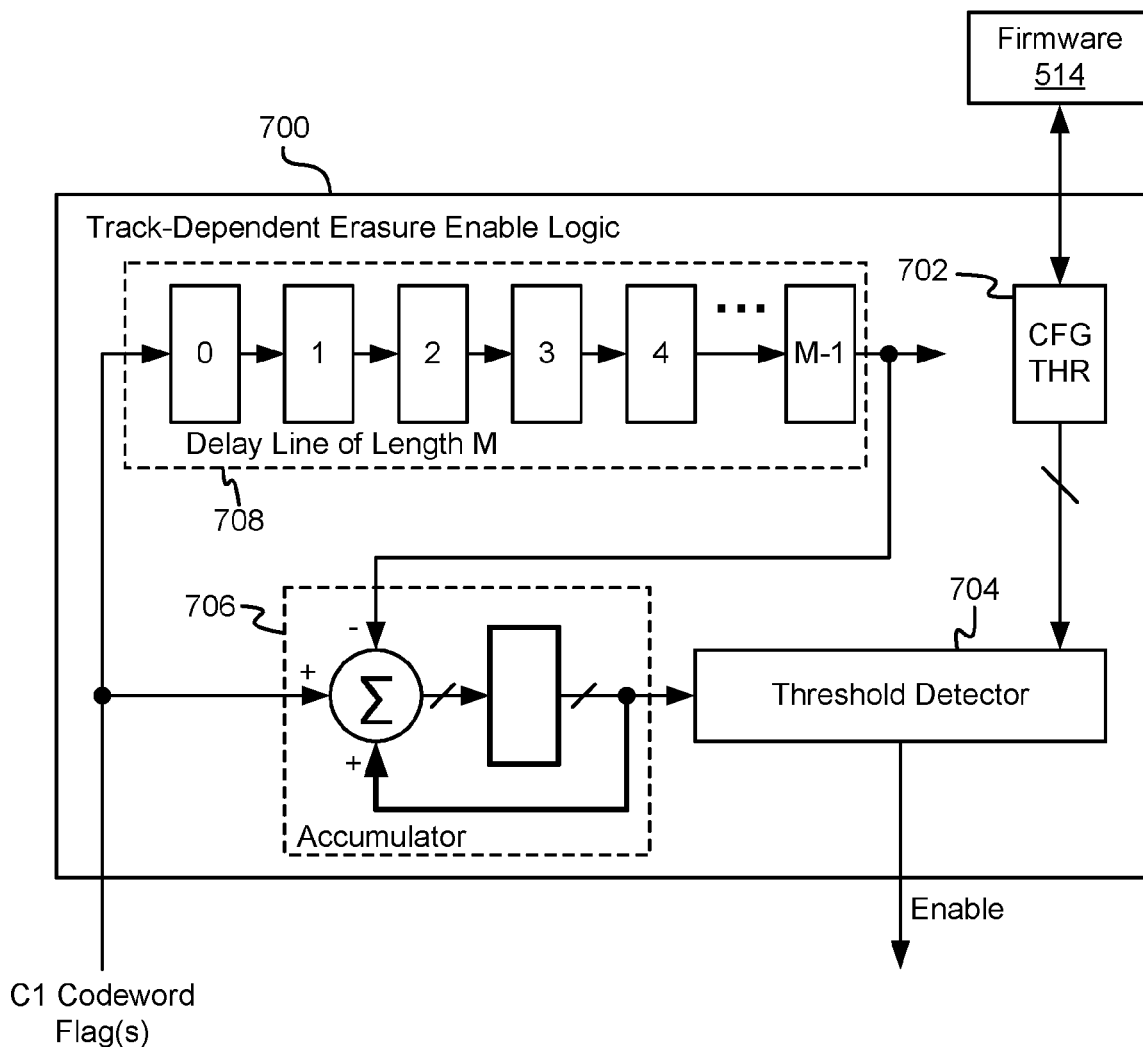 Firmware
514
700
Track-Dependent Erasure Enable Logic
702
0
1
2
3
4
...
M-1
CFG
THR
Delay Line of Length M
708
706
704
-
+
Σ
+
Threshold Detector
Accumulator
Enable
C1 Codeword
Flag(s)